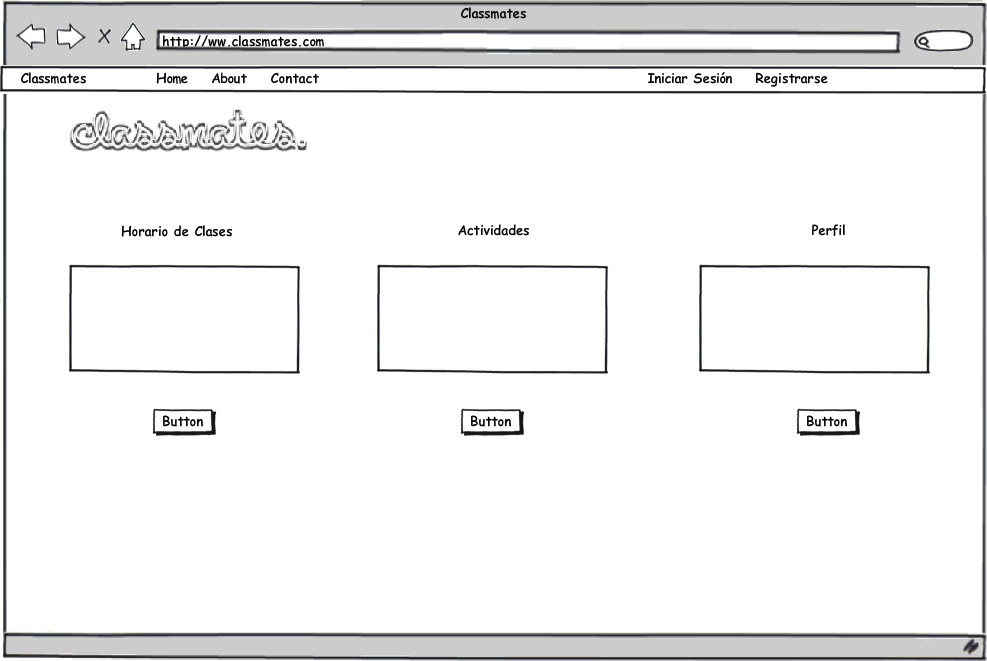 Classmates
http://ww.classmates.com
Classmates Home About Contact Iniciar Sesión Registrarse
classmates.
Horario de Clases Actividades Perfil
Button Button Button